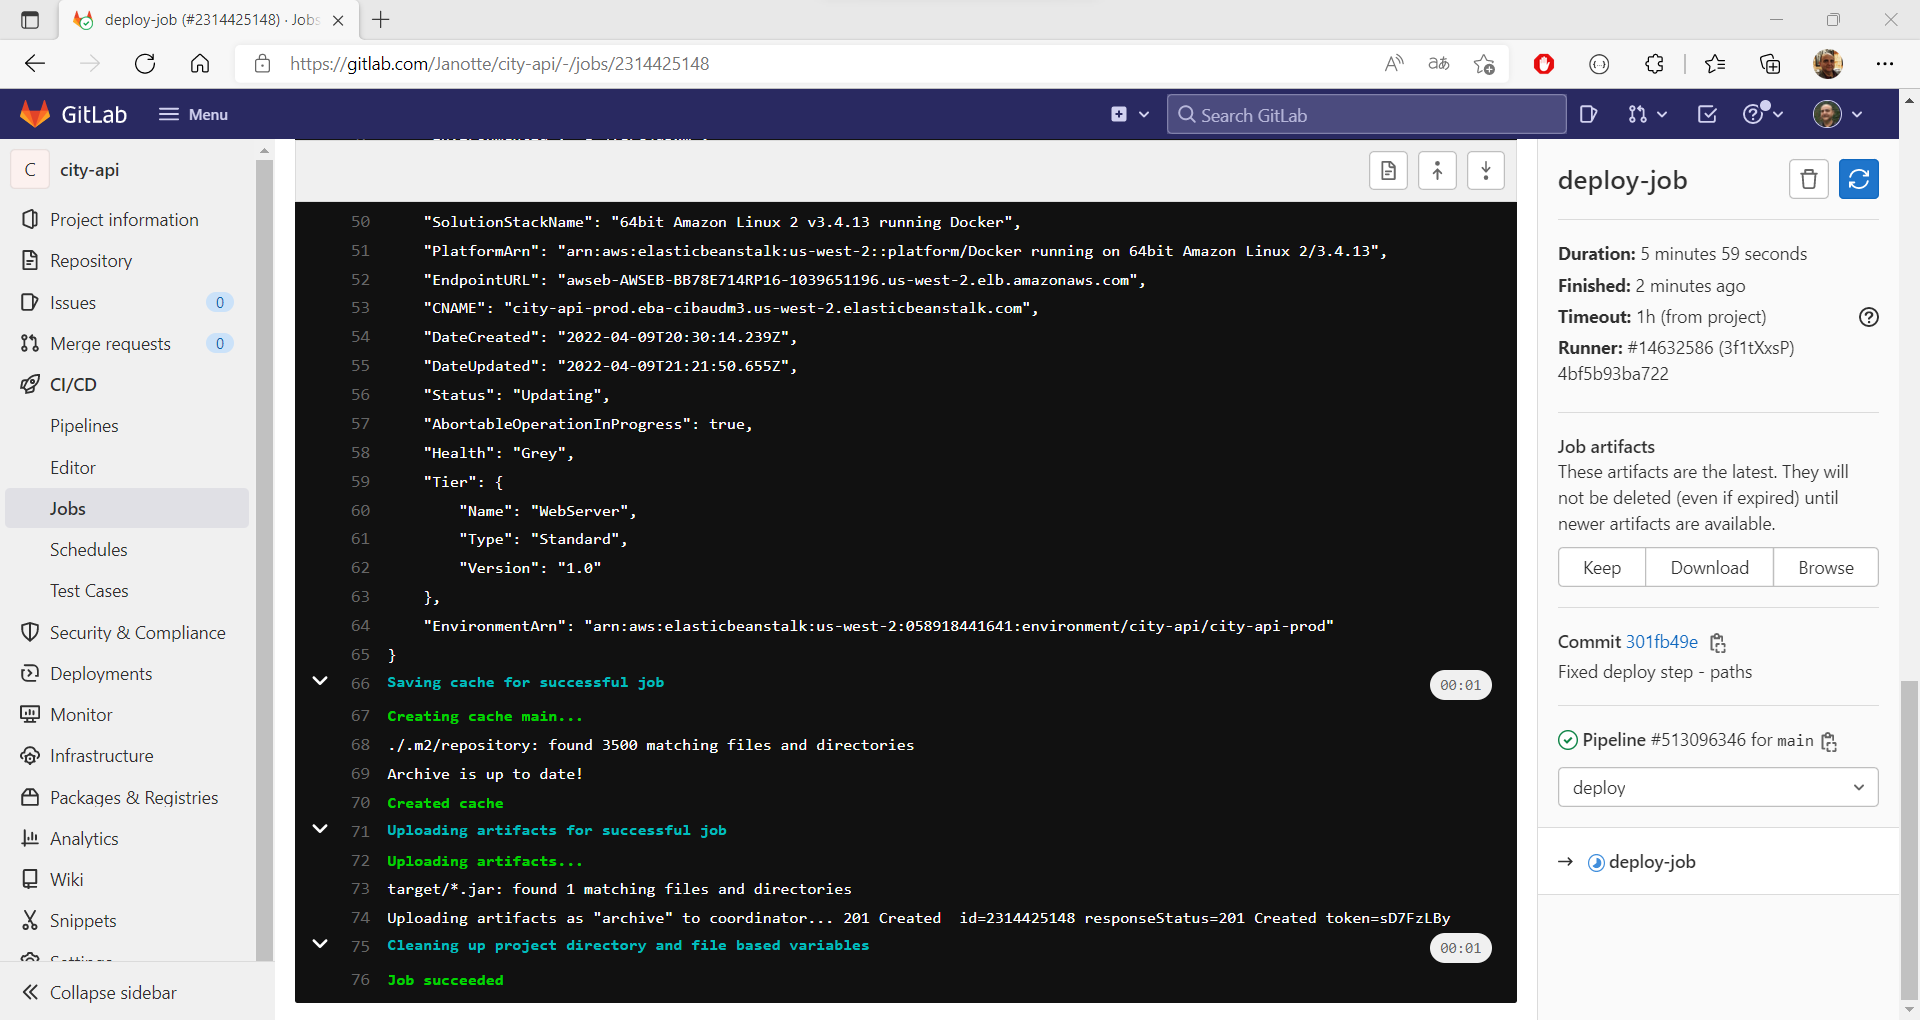 deploy-job (#2314425148) · Jobs
https://gitlab.com/Janotte/city-api/-/jobs/2314425148
GitLab
Menu
Search GitLab
C city-api
Project information
Repository
Issues 0
Merge requests 0
CI/CD
Pipelines
Editor
Jobs
Schedules
Test Cases
Security & Compliance
Deployments
Monitor
Infrastructure
Packages & Registries
Analytics
Wiki
Snippets
Settings
Collapse sidebar
50 "SolutionStackName": "64bit Amazon Linux 2 v3.4.13 running Docker",
51 "PlatformArn": "arn:aws:elasticbeanstalk:us-west-2::platform/Docker running on 64bit Amazon Linux 2/3.4.13",
52 "EndpointURL": "awseb-AWSEB-BB78E714RP16-1039651196.us-west-2.elb.amazonaws.com",
53 "CNAME": "city-api-prod.eba-cibaudm3.us-west-2.elasticbeanstalk.com",
54 "DateCreated": "2022-04-09T20:30:14.239Z",
55 "DateUpdated": "2022-04-09T21:21:50.655Z",
56 "Status": "Updating",
57 "AbortableOperationInProgress": true,
58 "Health": "Grey",
59 "Tier": {
60 "Name": "WebServer",
61 "Type": "Standard",
62 "Version": "1.0"
63 },
64 "EnvironmentArn": "arn:aws:elasticbeanstalk:us-west-2:058918441641:environment/city-api/city-api-prod"
65 }
66 Saving cache for successful job 00:01
67 Creating cache main...
68 ./.m2/repository: found 3500 matching files and directories
69 Archive is up to date!
70 Created cache
71 Uploading artifacts for successful job
72 Uploading artifacts...
73 target/*.jar: found 1 matching files and directories
74 Uploading artifacts as "archive" to coordinator... 201 Created id=2314425148 responseStatus=201 Created token=sD7FzLBy
75 Cleaning up project directory and file based variables 00:01
76 Job succeeded
deploy-job
Duration: 5 minutes 59 seconds
Finished: 2 minutes ago
Timeout: 1h (from project)
Runner: #14632586 (3f1tXxsP)
4bf5b93ba722
Job artifacts
These artifacts are the latest. They will
not be deleted (even if expired) until
newer artifacts are available.
Keep Download Browse
Commit 301fb49e
Fixed deploy step - paths
Pipeline #513096346 for main
deploy
→ deploy-job